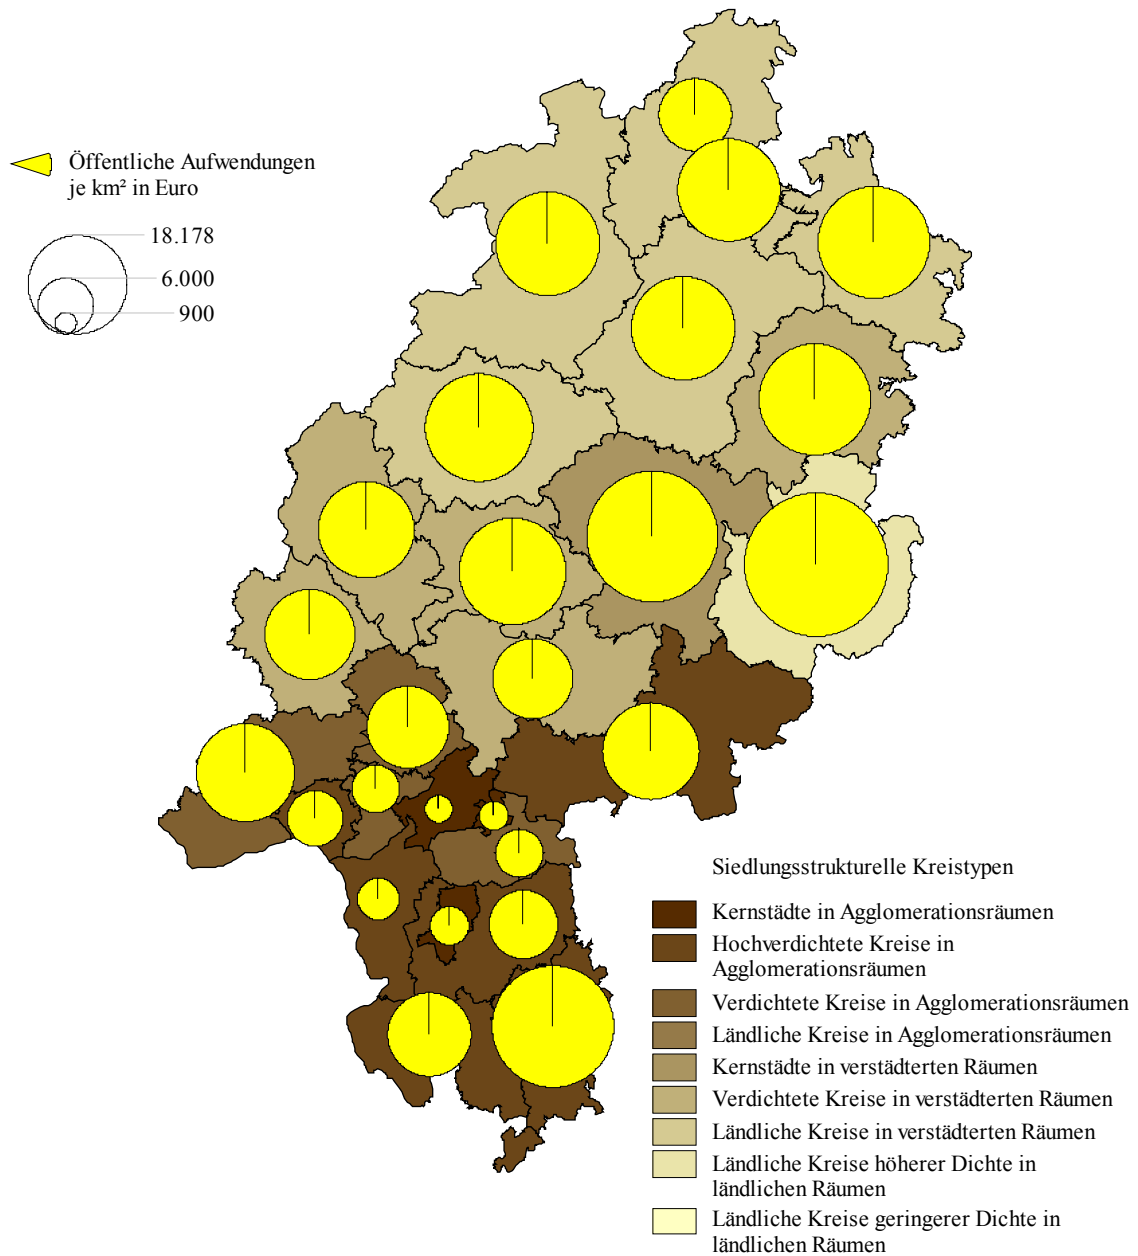 Öffentliche Aufwendungen
je km² in Euro
18.178
6.000
900
Siedlungsstrukturelle Kreistypen
Kernstädte in Agglomerationsräumen
Hochverdichtete Kreise in
Agglomerationsräumen
Verdichtete Kreise in Agglomerationsräumen
Ländliche Kreise in Agglomerationsräumen
Kernstädte in verstädterten Räumen
Verdichtete Kreise in verstädterten Räumen
Ländliche Kreise in verstädterten Räumen
Ländliche Kreise höherer Dichte in
ländlichen Räumen
Ländliche Kreise geringerer Dichte in
ländlichen Räumen